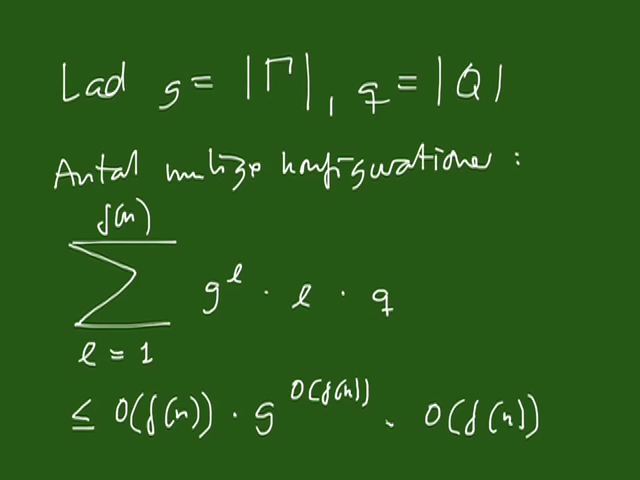 Lad g = |Γ|, q = |Q|
Antal mulige konfigurationer :
f(n)
∑ g^l · l · q
l = 1
≤ O(f(n)) · g^O(f(n)) · O(f(n))